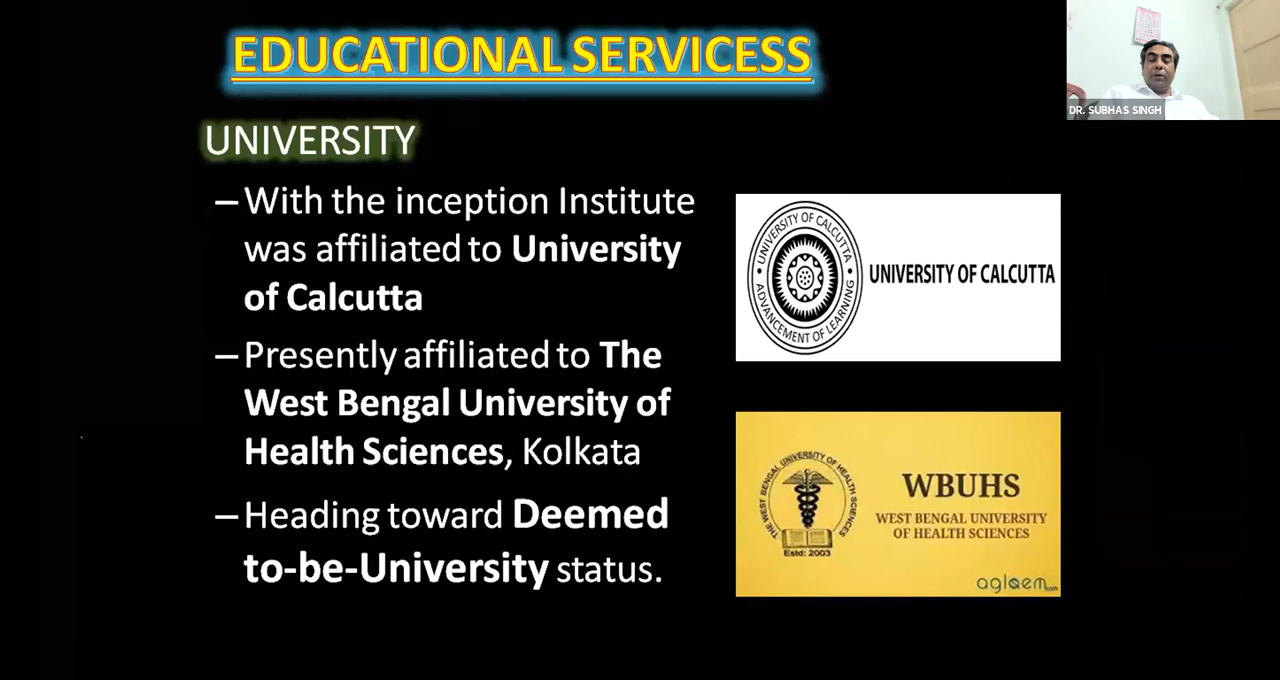 EDUCATIONAL SERVICESS
DR. SUBHAS SINGH
UNIVERSITY
–With the inception Institute
was affiliated to University
of Calcutta
–Presently affiliated to The
West Bengal University of
Health Sciences, Kolkata
–Heading toward Deemed
to-be-University status.
UNIVERSITY OF CALCUTTA
ADVANCEMENT OF LEARNING
UNIVERSITY OF CALCUTTA
THE WEST BENGAL UNIVERSITY OF HEALTH SCIENCES
Estd: 2003
WBUHS
WEST BENGAL UNIVERSITY
OF HEALTH SCIENCES
aglasem.com